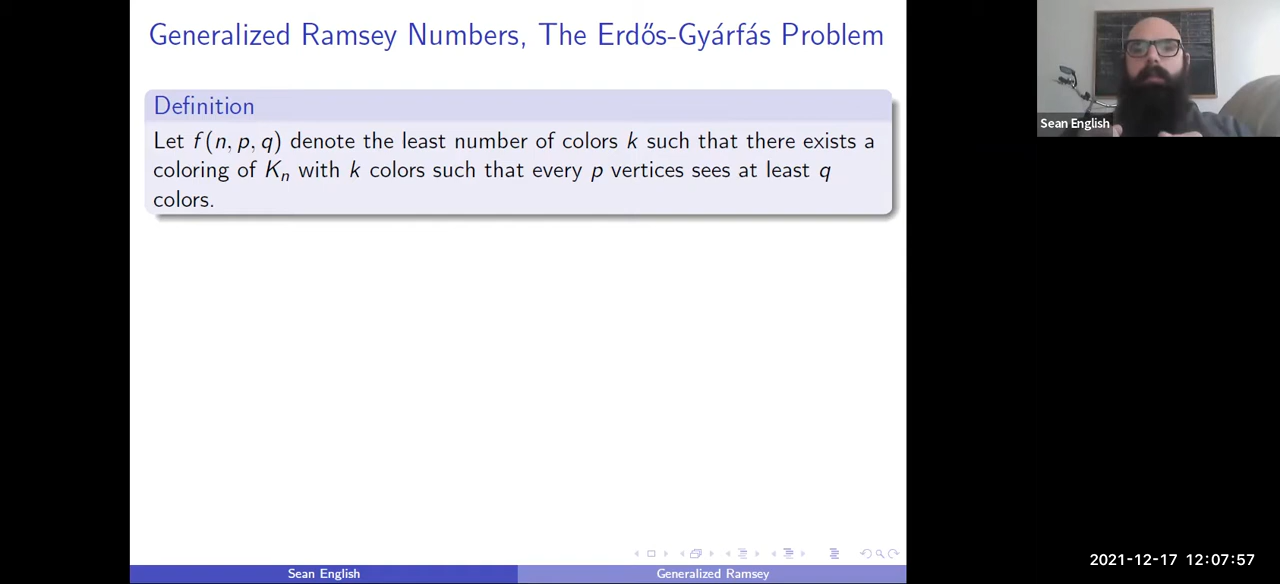 Generalized Ramsey Numbers, The Erdős-Gyárfás Problem
Definition
Let f(n, p, q) denote the least number of colors k such that there exists a
coloring of Kₙ with k colors such that every p vertices sees at least q
colors.
Sean English
Sean English
Generalized Ramsey
2021-12-17 12:07:57